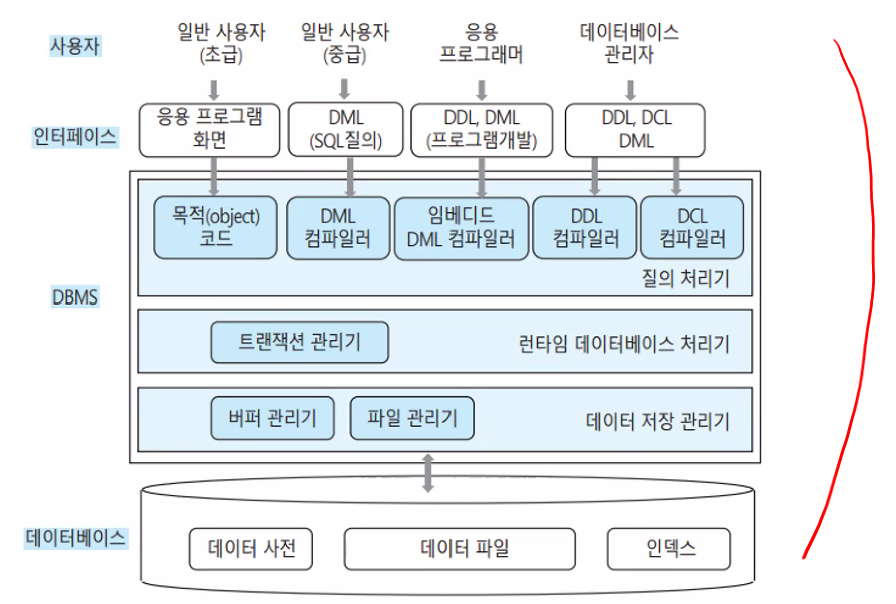 사용자
일반 사용자
(초급)
일반 사용자
(중급)
응용
프로그래머
데이터베이스
관리자
인터페이스
응용 프로그램
화면
DML
(SQL질의)
DDL, DML
(프로그램개발)
DDL, DCL
DML
DBMS
목적(object)
코드
DML
컴파일러
임베디드
DML 컴파일러
DDL
컴파일러
DCL
컴파일러
질의 처리기
트랜잭션 관리기
런타임 데이터베이스 처리기
버퍼 관리기
파일 관리기
데이터 저장 관리기
데이터베이스
데이터 사전
데이터 파일
인덱스